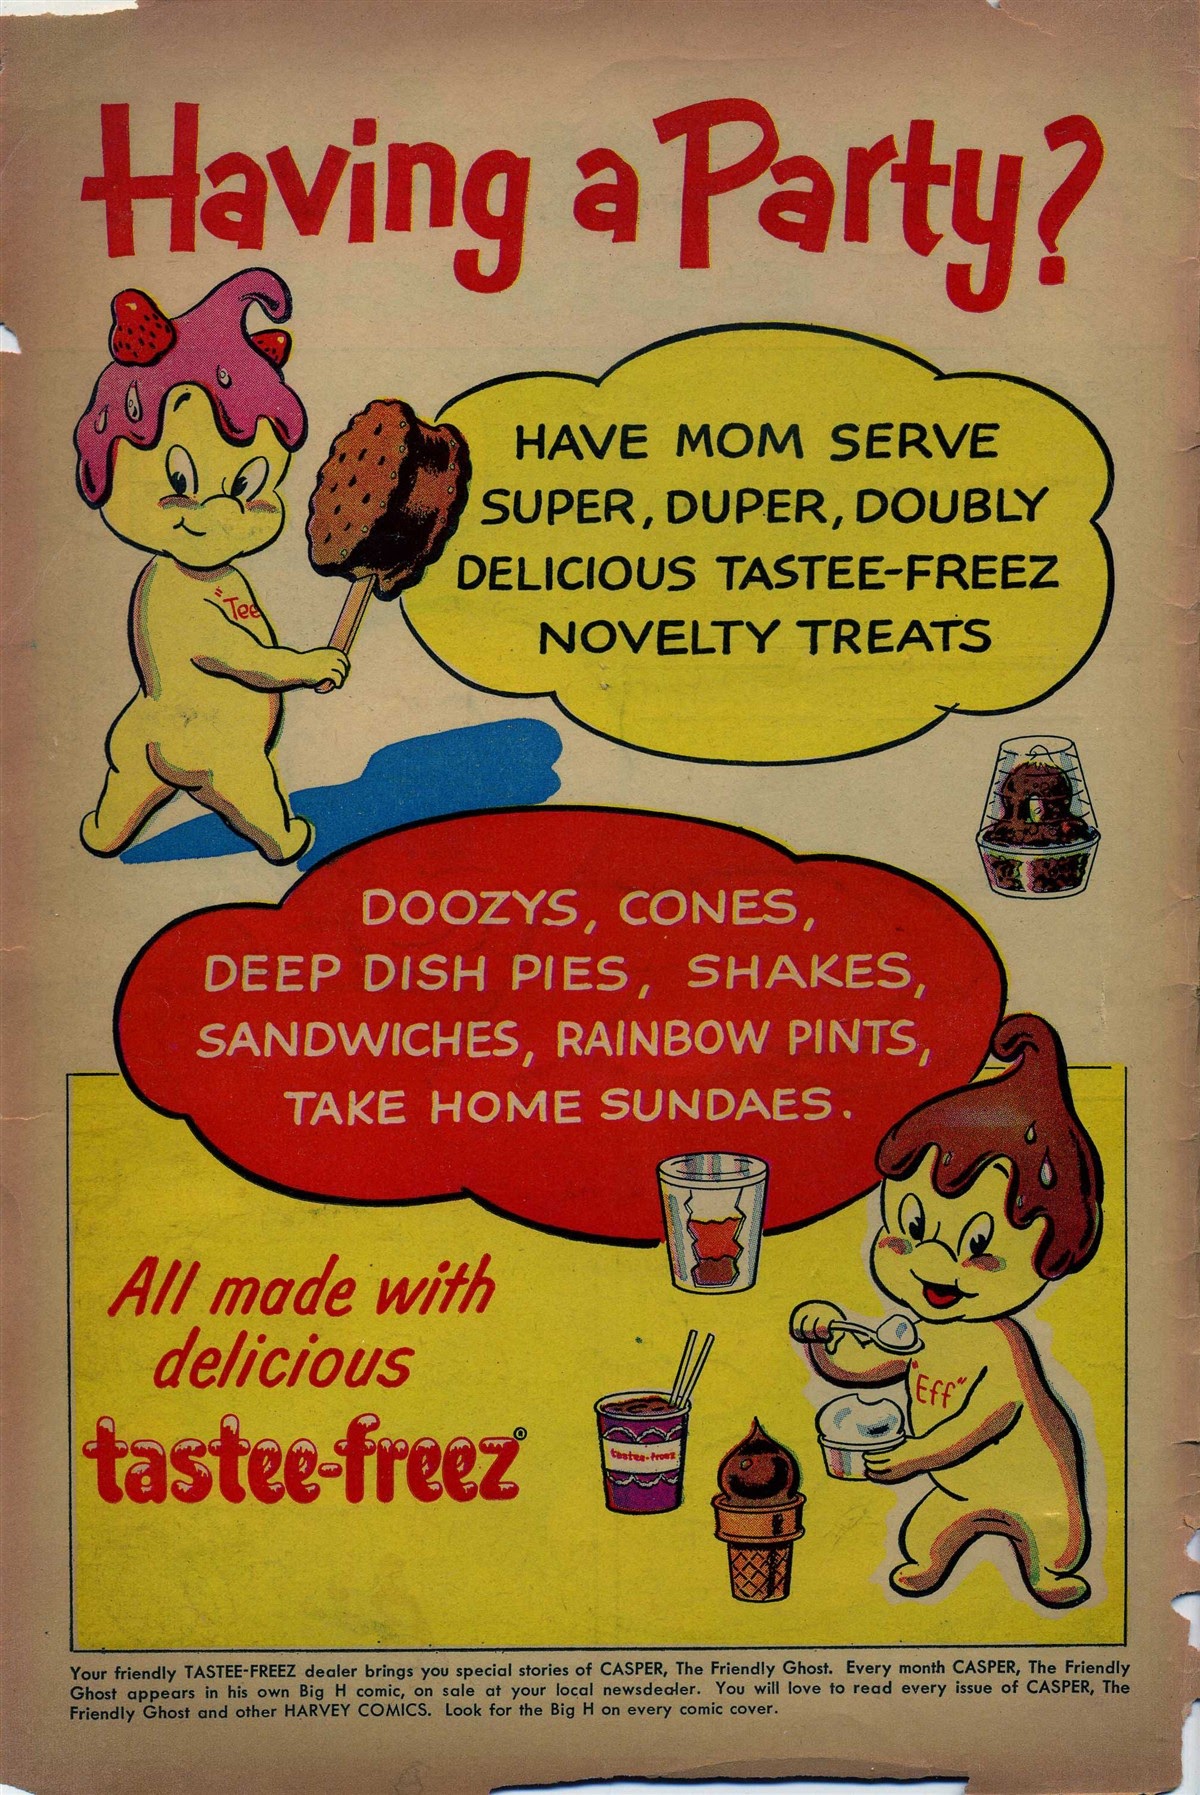 Having a Party?
HAVE MOM SERVE
SUPER, DUPER, DOUBLY
DELICIOUS TASTEE-FREEZ
NOVELTY TREATS
"Tee
DOOZYS, CONES,
DEEP DISH PIES, SHAKES,
SANDWICHES, RAINBOW PINTS,
TAKE HOME SUNDAES.
All made with
delicious
tastee-freez®
"Eff"
tastee-freez
Your friendly TASTEE-FREEZ dealer brings you special stories of CASPER, The Friendly Ghost. Every month CASPER, The Friendly
Ghost appears in his own Big H comic, on sale at your local newsdealer. You will love to read every issue of CASPER, The
Friendly Ghost and other HARVEY COMICS. Look for the Big H on every comic cover.